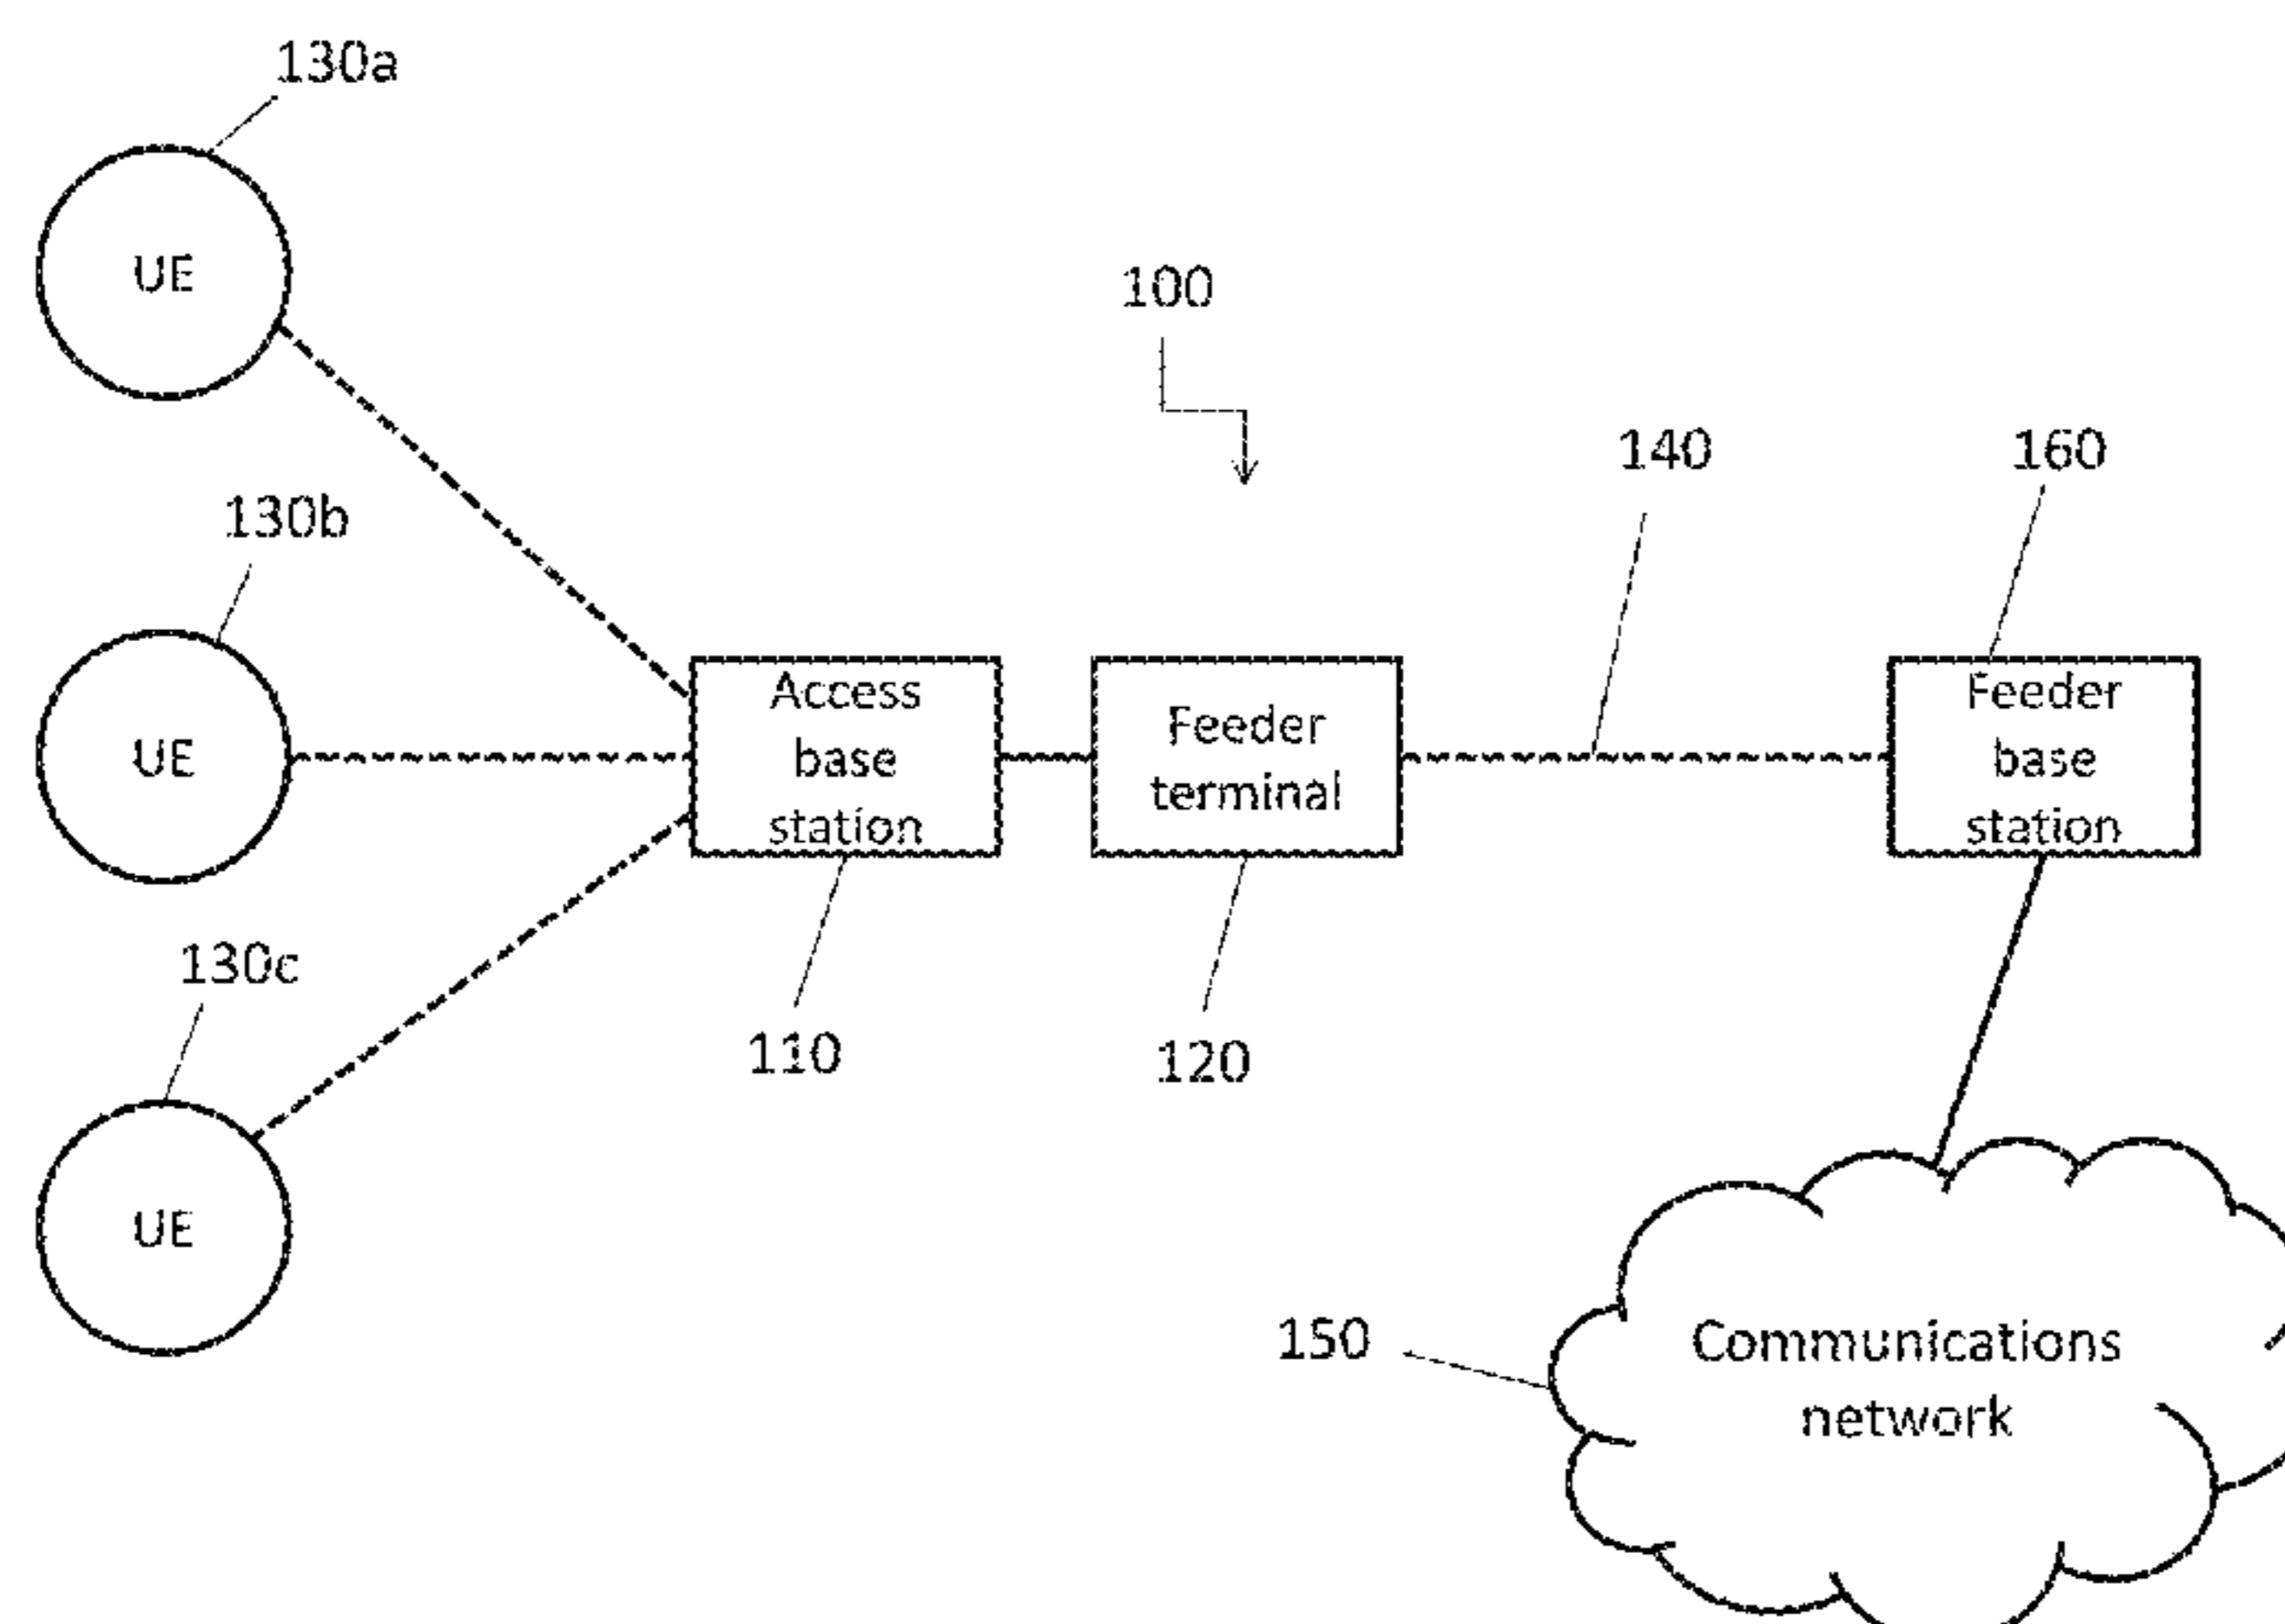 130a
UE
100
140
160
130b
UE
Access
base
station
Feeder
terminal
Feeder
base
station
130c
110
120
UE
150
Communications
network